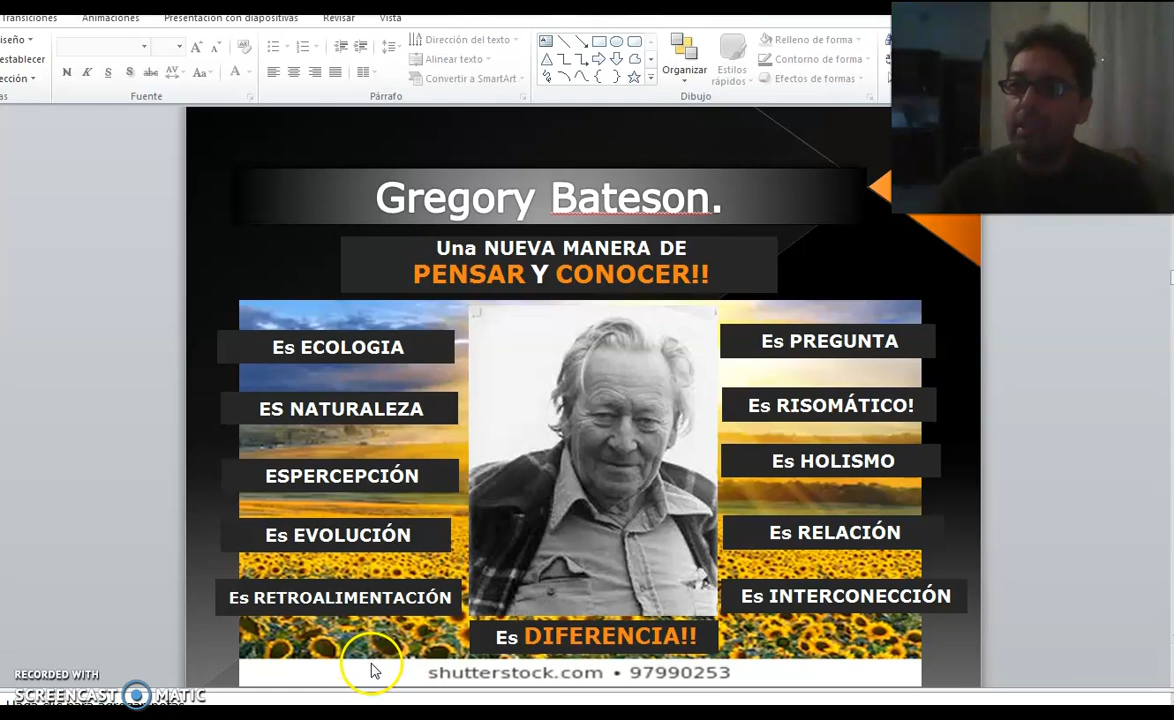 Transiciones
Animaciones
Presentación con diapositivas
Revisar
Vista
Dirección del texto
Alinear texto
Convertir a SmartArt
N K S S abc AV Aa A
Fuente
Párrafo
Organizar
Estilos
rápidos
Relleno de forma
Contorno de forma
Efectos de formas
Dibujo
Gregory Bateson.
Una NUEVA MANERA DE
PENSAR Y CONOCER!!
Es ECOLOGIA
ES NATURALEZA
ESPERCEPCIÓN
Es EVOLUCIÓN
Es RETROALIMENTACIÓN
Es PREGUNTA
Es RISOMÁTICO!
Es HOLISMO
Es RELACIÓN
Es INTERCONECCIÓN
Es DIFERENCIA!!
shutterstock.com • 97990253
RECORDED WITH
SCREENCAST MATIC